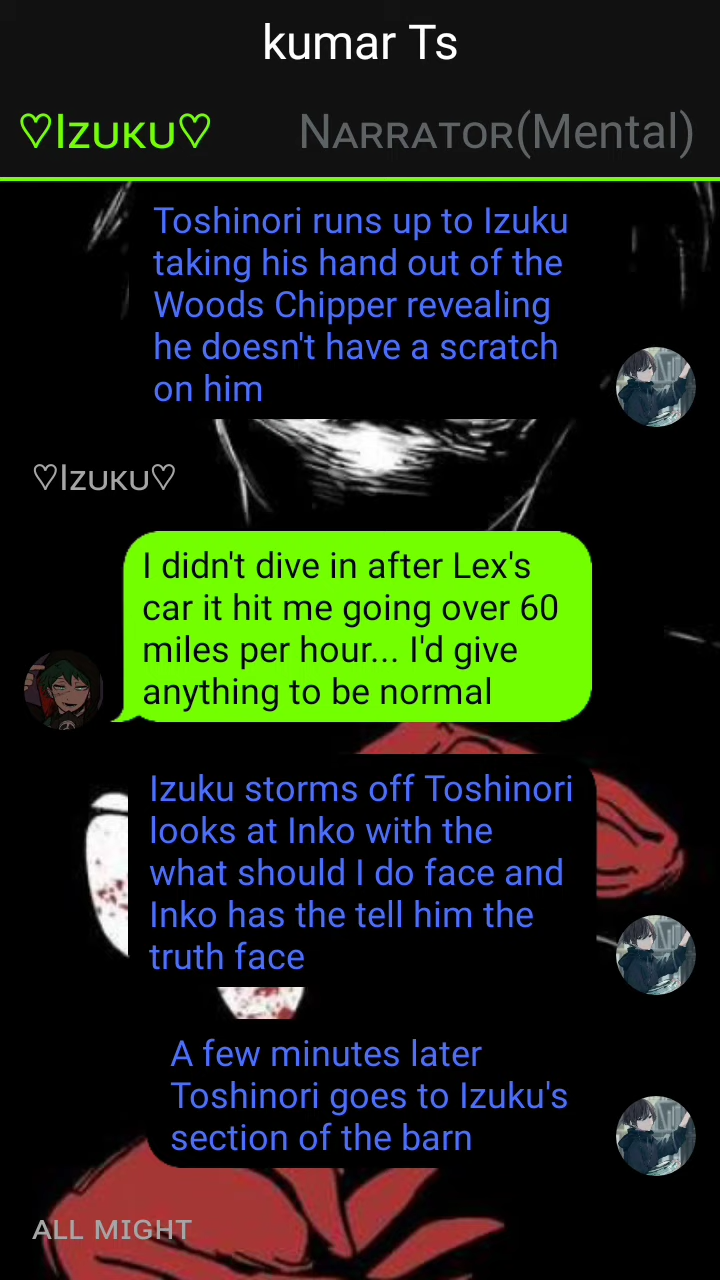 kumar Ts
♡Izuku♡ Narrator(Mental)
Toshinori runs up to Izuku
taking his hand out of the
Woods Chipper revealing
he doesn't have a scratch
on him
♡Izuku♡
I didn't dive in after Lex's
car it hit me going over 60
miles per hour... I'd give
anything to be normal
Izuku storms off Toshinori
looks at Inko with the
what should I do face and
Inko has the tell him the
truth face
A few minutes later
Toshinori goes to Izuku's
section of the barn
ALL MIGHT